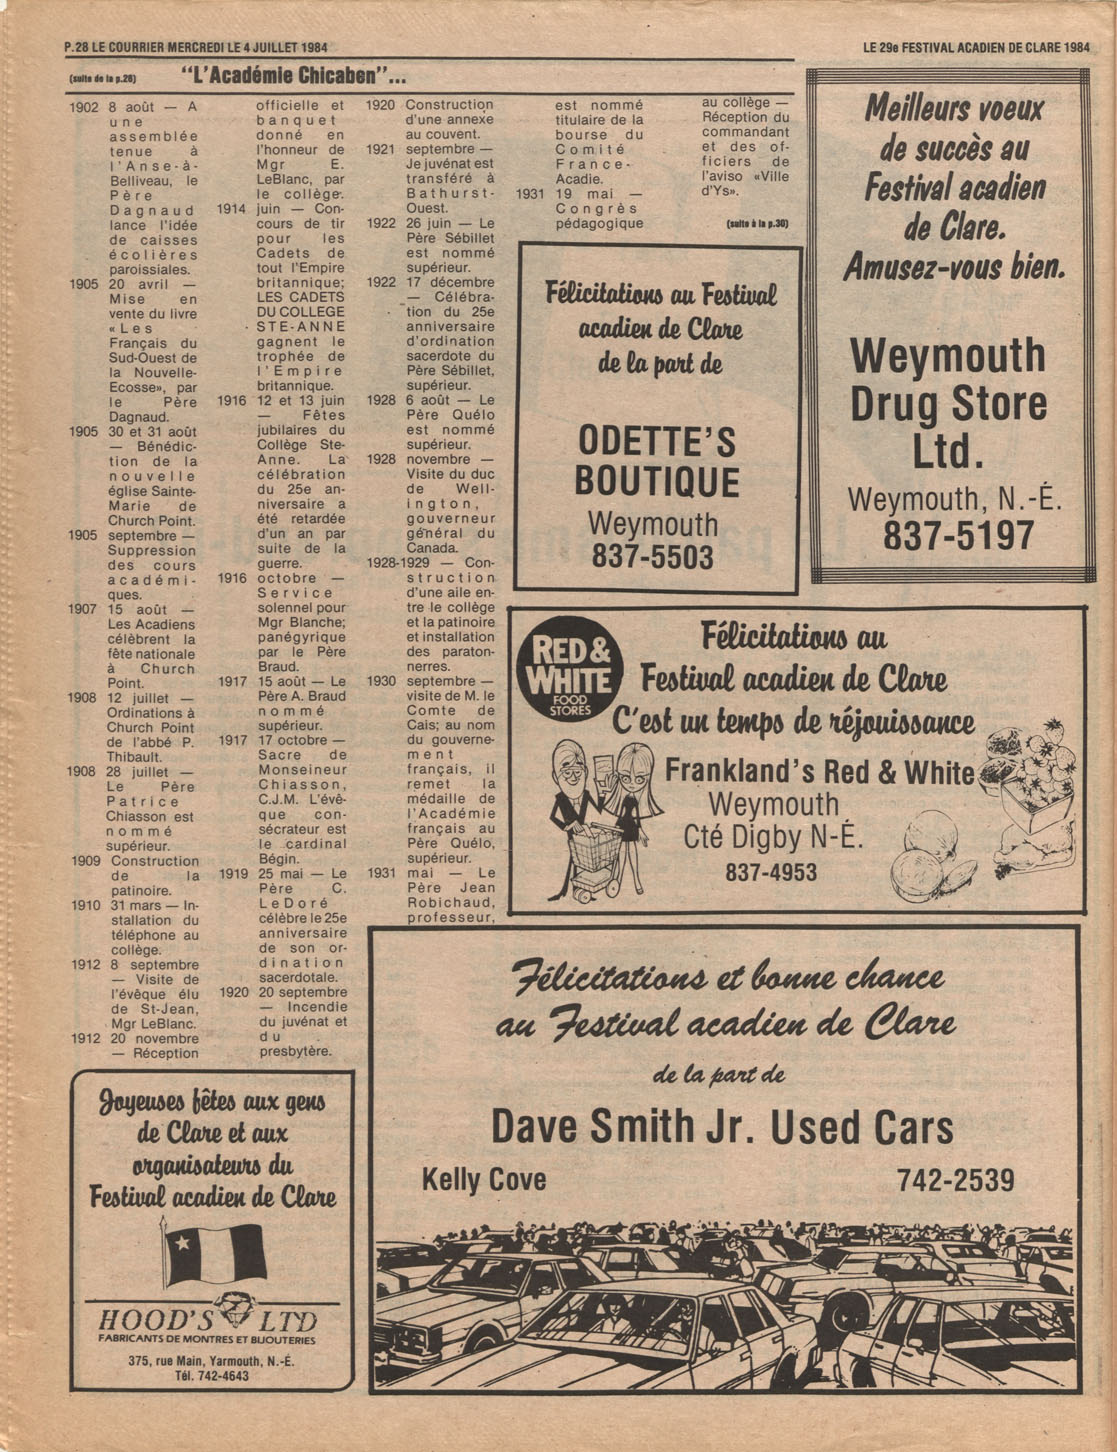 P.28 LE COURRIER MERCREDI LE 4 JUILLET 1984
LE 29e FESTIVAL ACADIEN DE CLARE 1984
(suite de la p.26)
"L'Académie Chicaben"...
1902 8 août — A
une
assemblée
tenue à
l'Anse-à-
Belliveau, le
Père
Dagnaud
lance l'idée
de caisses
écolières
paroissiales.
1905 20 avril —
Mise en
vente du livre
«Les
Français du
Sud-Ouest de
la Nouvelle-
Ecosse», par
le Père
Dagnaud.
1905 30 et 31 août
— Bénédic-
tion de la
nouvelle
église Sainte-
Marie de
Church Point.
1905 septembre —
Suppression
des cours
académi-
ques.
1907 15 août —
Les Acadiens
célèbrent la
fête nationale
à Church
Point.
1908 12 juillet —
Ordinations à
Church Point
de l'abbé P.
Thibault.
1908 28 juillet —
Le Père
Patrice
Chiasson est
nommé
supérieur.
1909 Construction
de la
patinoire.
1910 31 mars — In-
stallation du
téléphone au
collège.
1912 8 septembre
— Visite de
l'évêque élu
de St-Jean,
Mgr LeBlanc.
1912 20 novembre
— Réception
officielle et
banquet
donné en
l'honneur de
Mgr E.
LeBlanc, par
le collège.
1914 juin — Con-
cours de tir
pour les
Cadets de
tout l'Empire
britannique;
LES CADETS
DU COLLEGE
STE-ANNE
gagnent le
trophée de
l'Empire
britannique.
1916 12 et 13 juin
— Fêtes
jubilaires du
Collège Ste-
Anne. La
célébration
du 25e an-
niversaire a
été retardée
d'un an par
suite de la
guerre.
1916 octobre —
Service
solennel pour
Mgr Blanche;
panégyrique
par le Père
Braud.
1917 15 août — Le
Père A. Braud
nommé
supérieur.
1917 17 octobre —
Sacre de
Monseineur
Chiasson,
C.J.M. L'évê-
que con-
sécrateur est
le cardinal
Bégin.
1919 25 mai — Le
Père C.
LeDoré
célèbre le 25e
anniversaire
de son or-
dination
sacerdotale.
1920 20 septembre
— Incendie
du juvénat et
du
presbytère.
1920 Construction
d'une annexe
au couvent.
1921 septembre —
Je juvénat est
transféré à
Bathurst-
Ouest.
1922 26 juin — Le
Père Sébillet
est nommé
supérieur.
1922 17 décembre
— Célébra-
tion du 25e
anniversaire
d'ordination
sacerdote du
Père Sébillet,
supérieur.
1928 6 août — Le
Père Quélo
est nommé
supérieur.
1928 novembre —
Visite du duc
de Well-
ington,
gouverneur
général du
Canada.
1928-1929 — Con-
struction
d'une aile en-
tre le collège
et la patinoire
et installation
des paraton-
nerres.
1930 septembre —
visite de M. le
Comte de
Cais; au nom
du gouverne-
ment
français, il
remet la
médaille de
l'Académie
français au
Père Quélo,
supérieur.
1931 mai — Le
Père Jean
Robichaud,
professeur,
est nommé
titulaire de la
bourse du
Comité
France-
Acadie.
1931 19 mai —
Congrès
pédagogique
au collège —
Réception du
commandant
et des of-
ficiers de
l'aviso «Ville
d'Ys».
(suite à la p.30)
Meilleurs voeux
de succès au
Festival acadien
de Clare.
Amusez-vous bien.
Weymouth
Drug Store
Ltd.
Weymouth, N.-É.
837-5197
Félicitations au Festival
acadien de Clare
de la part de
ODETTE'S
BOUTIQUE
Weymouth
837-5503
RED &
WHITE
FOOD
STORES
Félicitations au
Festival acadien de Clare
C'est un temps de réjouissance
Frankland's Red & White
Weymouth
Cté Digby N-É.
837-4953
Félicitations et bonne chance
au Festival acadien de Clare
de la part de
Dave Smith Jr. Used Cars
Kelly Cove 742-2539
Joyeuses fêtes aux gens
de Clare et aux
organisateurs du
Festival acadien de Clare
HOOD'S LTD
FABRICANTS DE MONTRES ET BIJOUTERIES
375, rue Main, Yarmouth, N.-É.
Tél. 742-4643